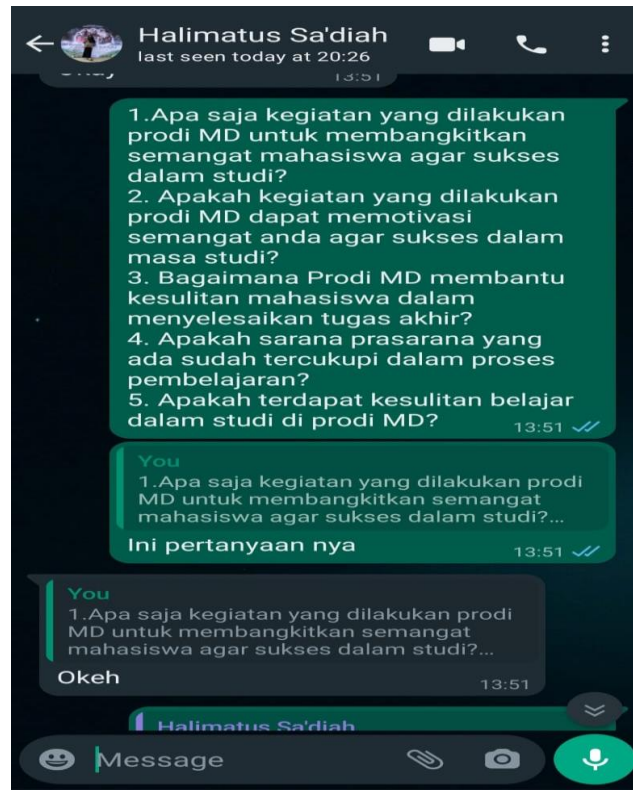 Halimatus Sa'diah
last seen today at 20:26
13:51
1.Apa saja kegiatan yang dilakukan
prodi MD untuk membangkitkan
semangat mahasiswa agar sukses
dalam studi?
2. Apakah kegiatan yang dilakukan
prodi MD dapat memotivasi
semangat anda agar sukses dalam
masa studi?
3. Bagaimana Prodi MD membantu
kesulitan mahasiswa dalam
menyelesaikan tugas akhir?
4. Apakah sarana prasarana yang
ada sudah tercukupi dalam proses
pembelajaran?
5. Apakah terdapat kesulitan belajar
dalam studi di prodi MD?
13:51
You
1.Apa saja kegiatan yang dilakukan prodi
MD untuk membangkitkan semangat
mahasiswa agar sukses dalam studi?...
Ini pertanyaan nya
13:51
You
1.Apa saja kegiatan yang dilakukan prodi
MD untuk membangkitkan semangat
mahasiswa agar sukses dalam studi?...
Okeh
13:51
Halimatus Sa'diah
Message